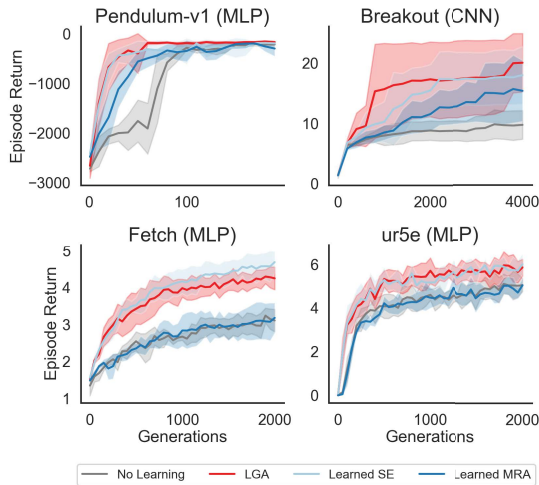 Pendulum-v1 (MLP)
Breakout (CNN)
Episode Return
0
−1000
−2000
−3000
0
100
20
10
0
0
2000
4000
Fetch (MLP)
ur5e (MLP)
Episode Return
5
4
3
2
1
0
1000
2000
Generations
6
4
2
0
0
1000
2000
Generations
No Learning
LGA
Learned SE
Learned MRA